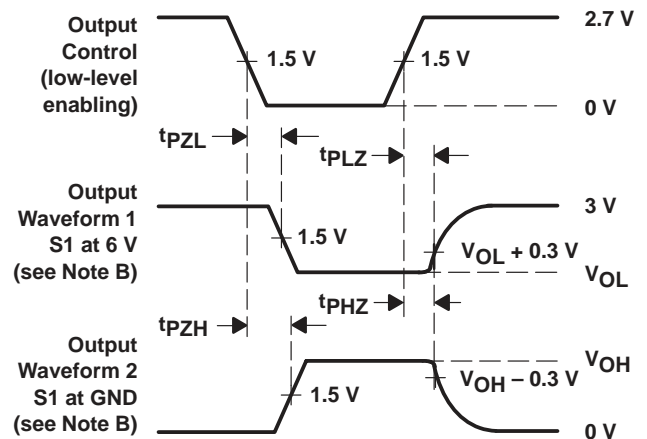 Output
Control
(low-level
enabling)
1.5 V
1.5 V
2.7 V
0 V
tPZL
tPLZ
Output
Waveform 1
S1 at 6 V
(see Note B)
1.5 V
3 V
VOL + 0.3 V
VOL
tPZH
tPHZ
Output
Waveform 2
S1 at GND
(see Note B)
1.5 V
VOH
VOH – 0.3 V
0 V